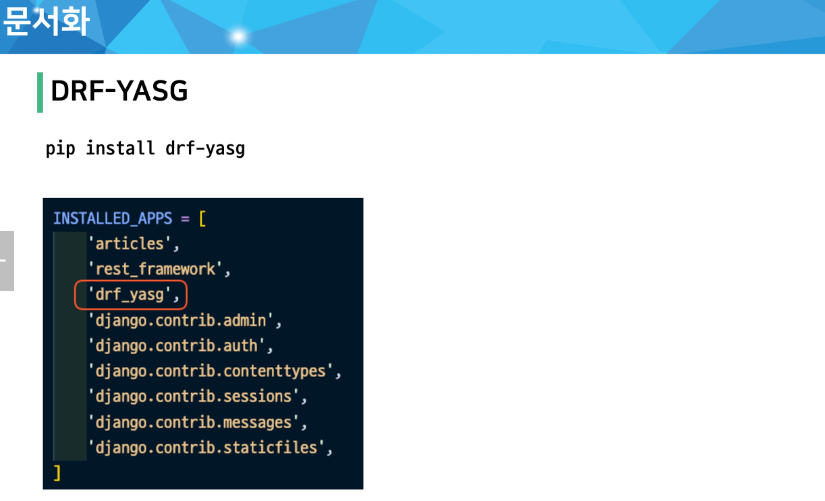 문서화
DRF-YASG
pip install drf-yasg
INSTALLED_APPS = [
'articles',
'rest_framework',
'drf_yasg',
'django.contrib.admin',
'django.contrib.auth',
'django.contrib.contenttypes',
'django.contrib.sessions',
'django.contrib.messages',
'django.contrib.staticfiles',
]